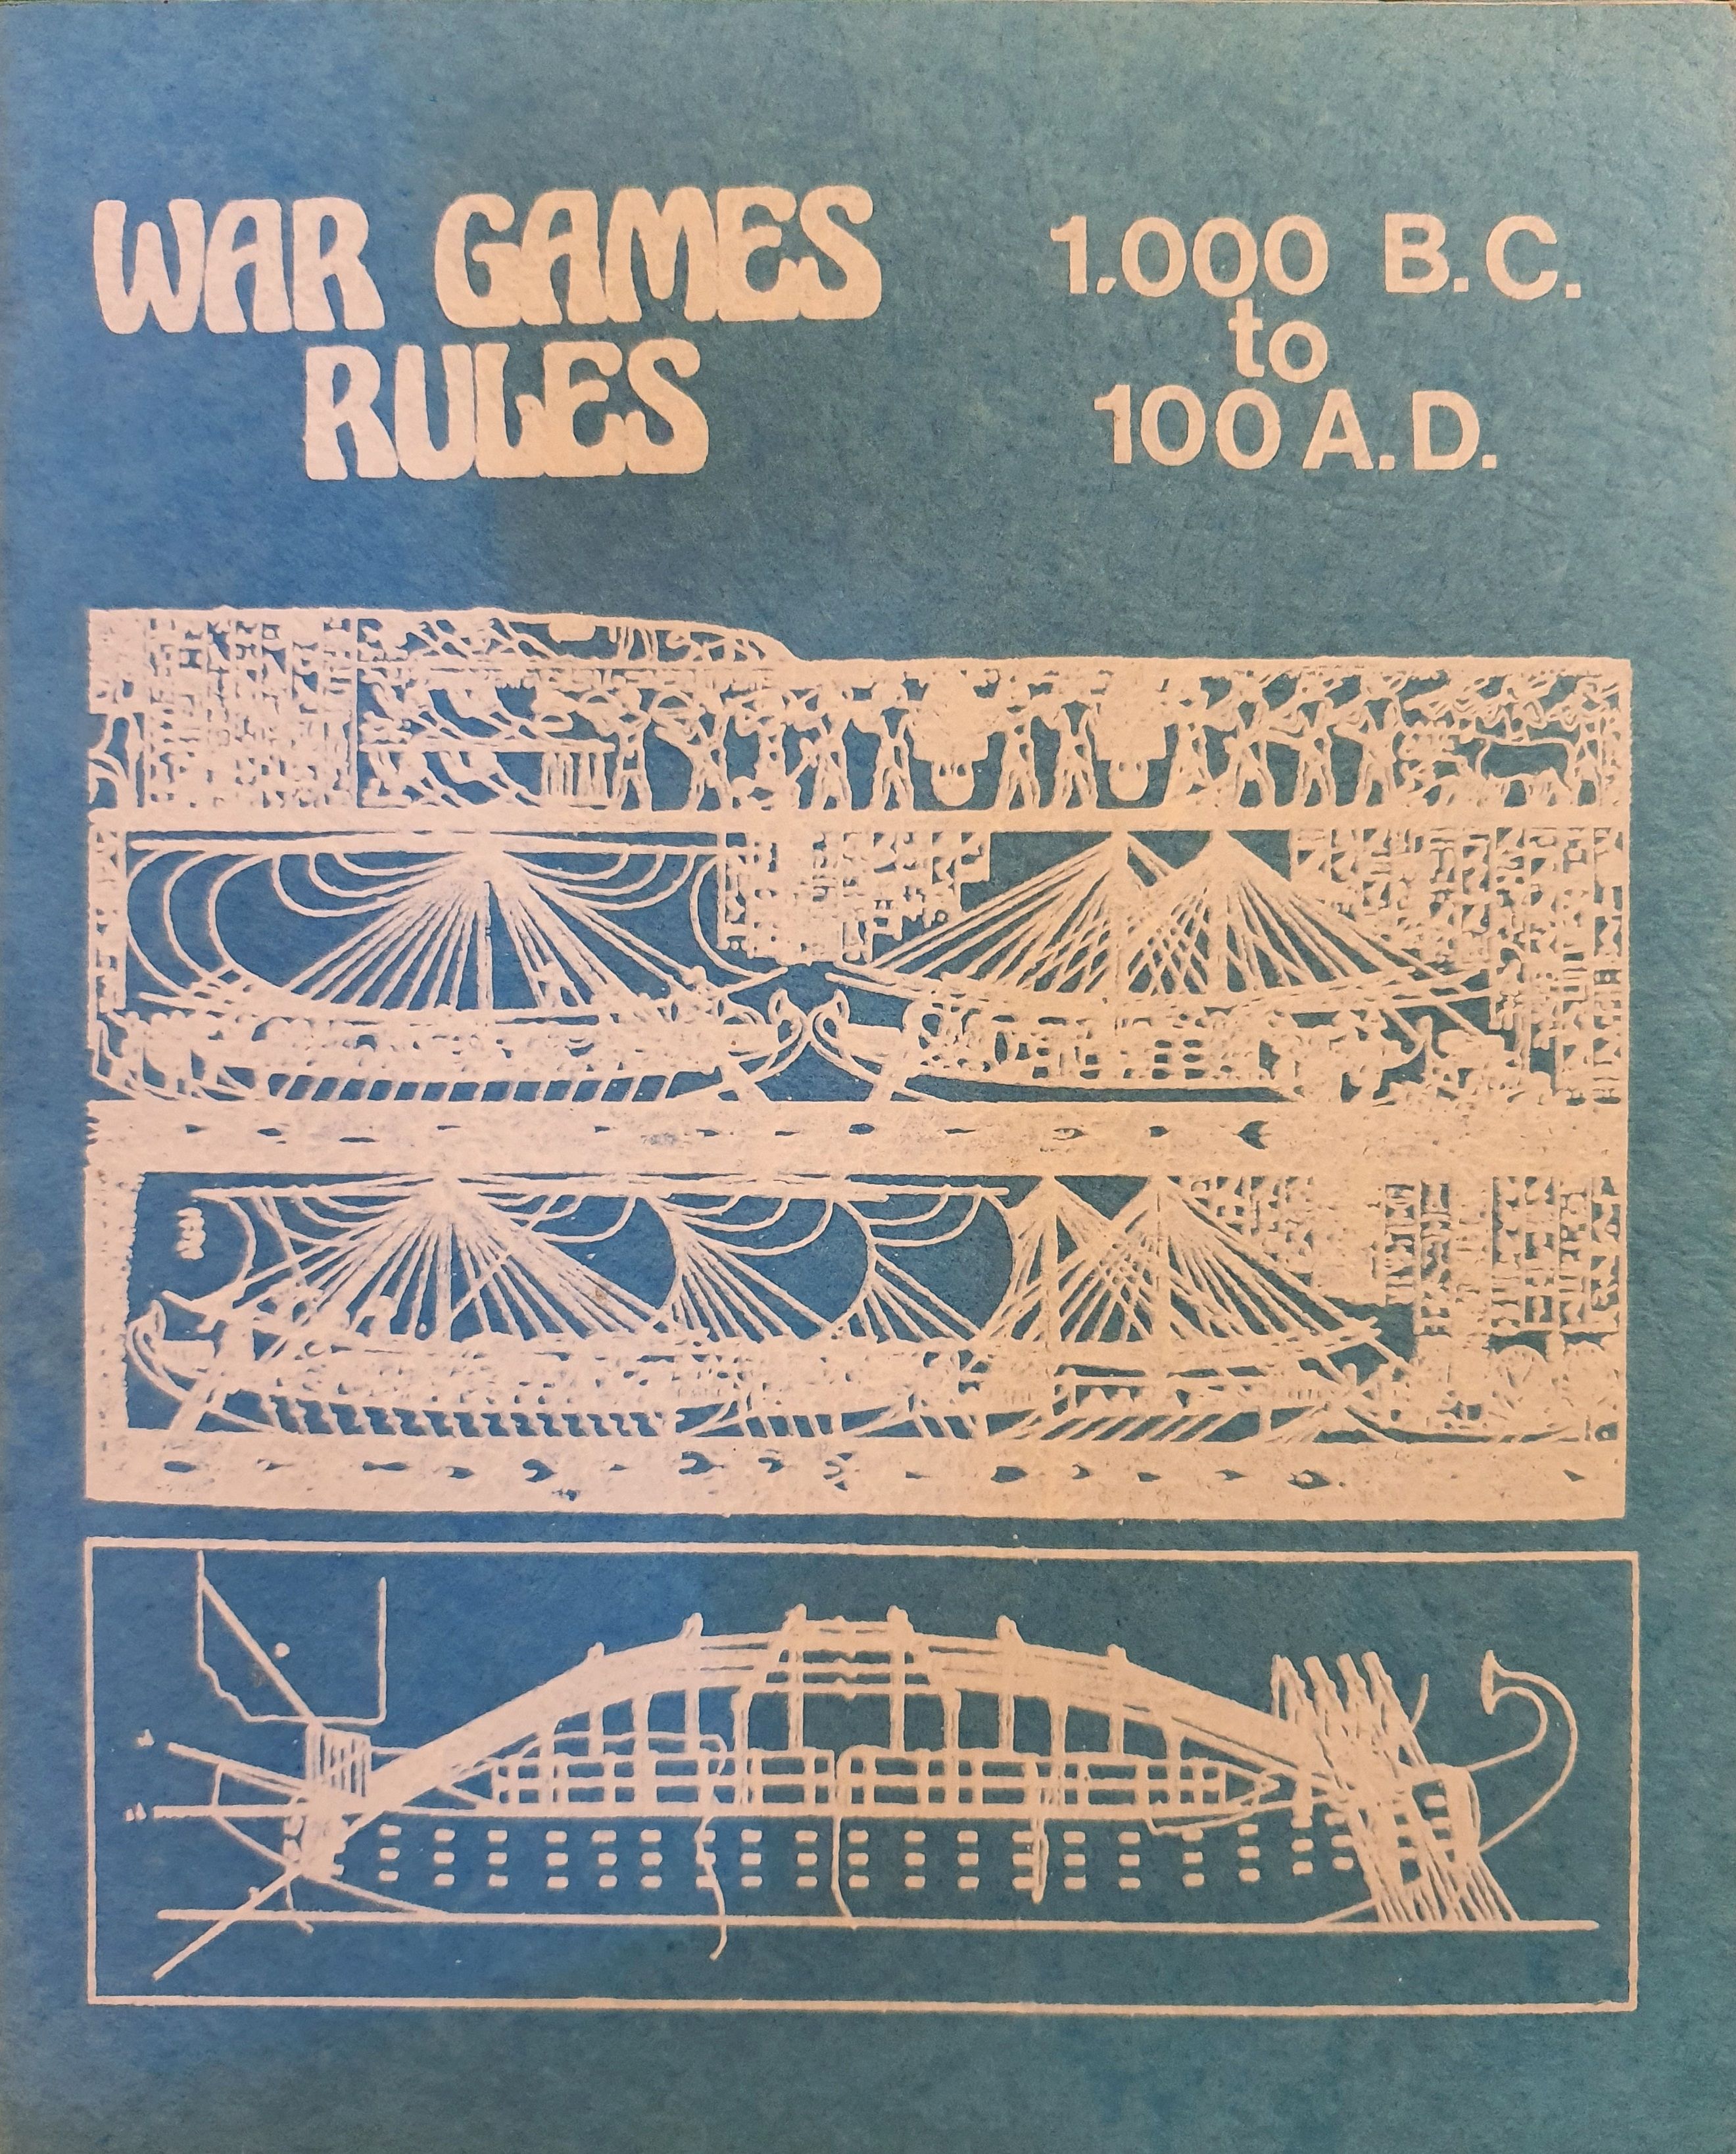 WAR GAMES
RULES
1,000 B.C.
to
100 A.D.